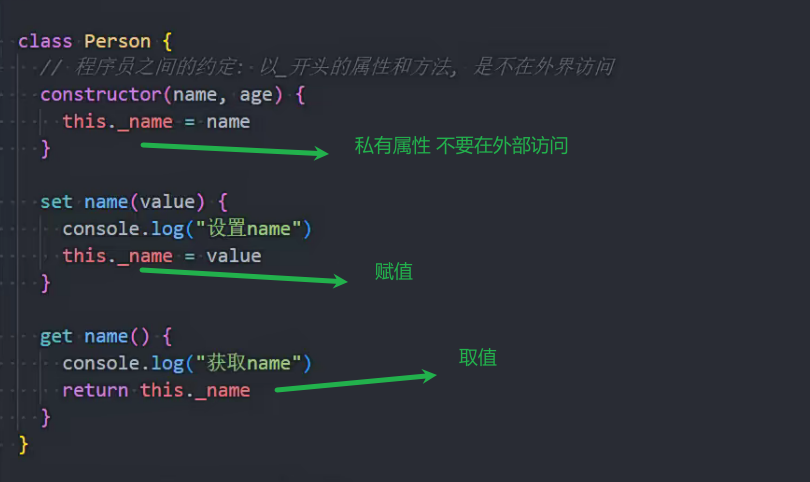 class Person {
// 程序员之间的约定: 以_开头的属性和方法, 是不在外界访问
constructor(name, age) {
this._name = name
}
私有属性 不要在外部访问
set name(value) {
console.log("设置name")
this._name = value
}
赋值
get name() {
console.log("获取name")
return this._name
}
取值
}